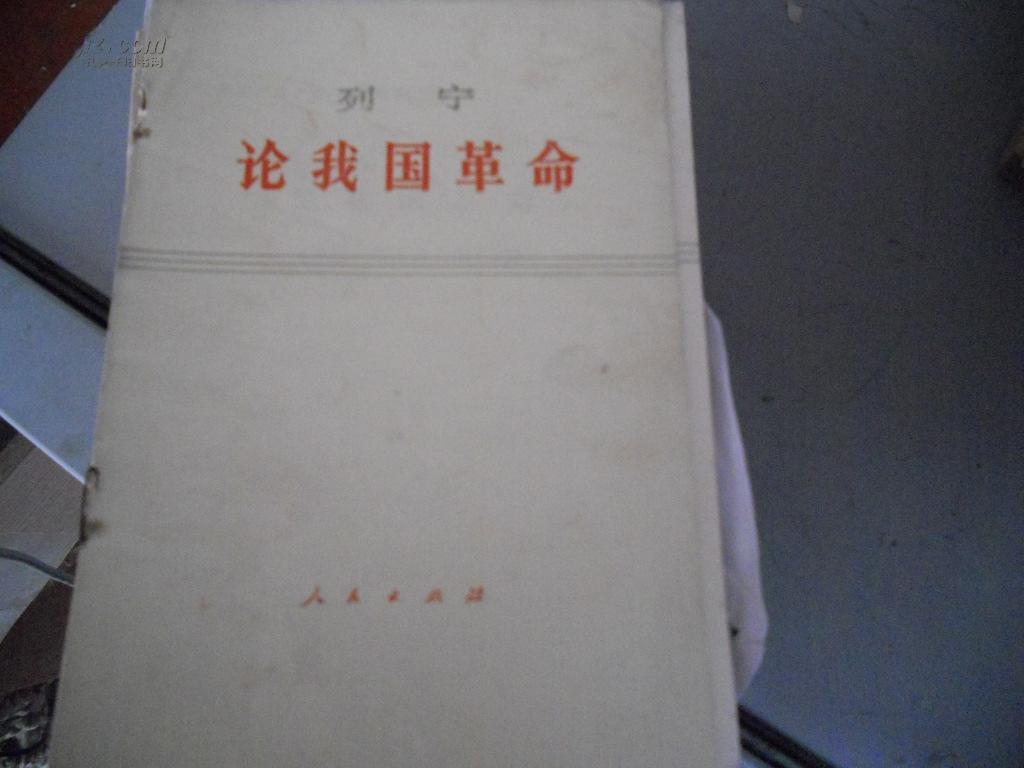 列 宁
论我国革命
人民出版社